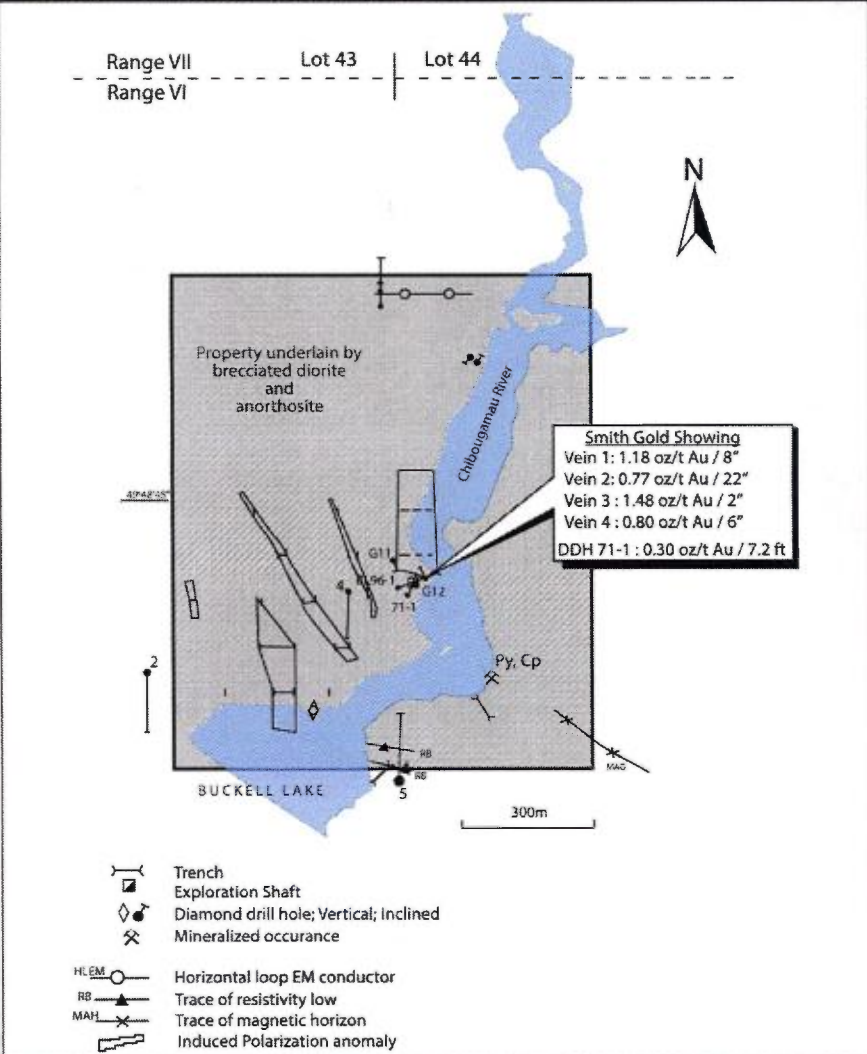 Range VII
Lot 43
Lot 44
Range VI
N
Property underlain by
brecciated diorite
and
anorthosite
Chibougamau River
Smith Gold Showing
Vein 1: 1.18 oz/t Au / 8"
Vein 2: 0.77 oz/t Au / 22"
Vein 3 : 1.48 oz/t Au / 2"
Vein 4 : 0.80 oz/t Au / 6"
DDH 71-1 : 0.30 oz/t Au / 7.2 ft
49°48'45"
G11
96-1
4
G12
71-1
2
Py, Cp
RB
RB
MAG
BUCKELL LAKE
5
300m
Trench
Exploration Shaft
Diamond drill hole; Vertical; Inclined
Mineralized occurance
HLEM
Horizontal loop EM conductor
RB
Trace of resistivity low
MAH
Trace of magnetic horizon
Induced Polarization anomaly